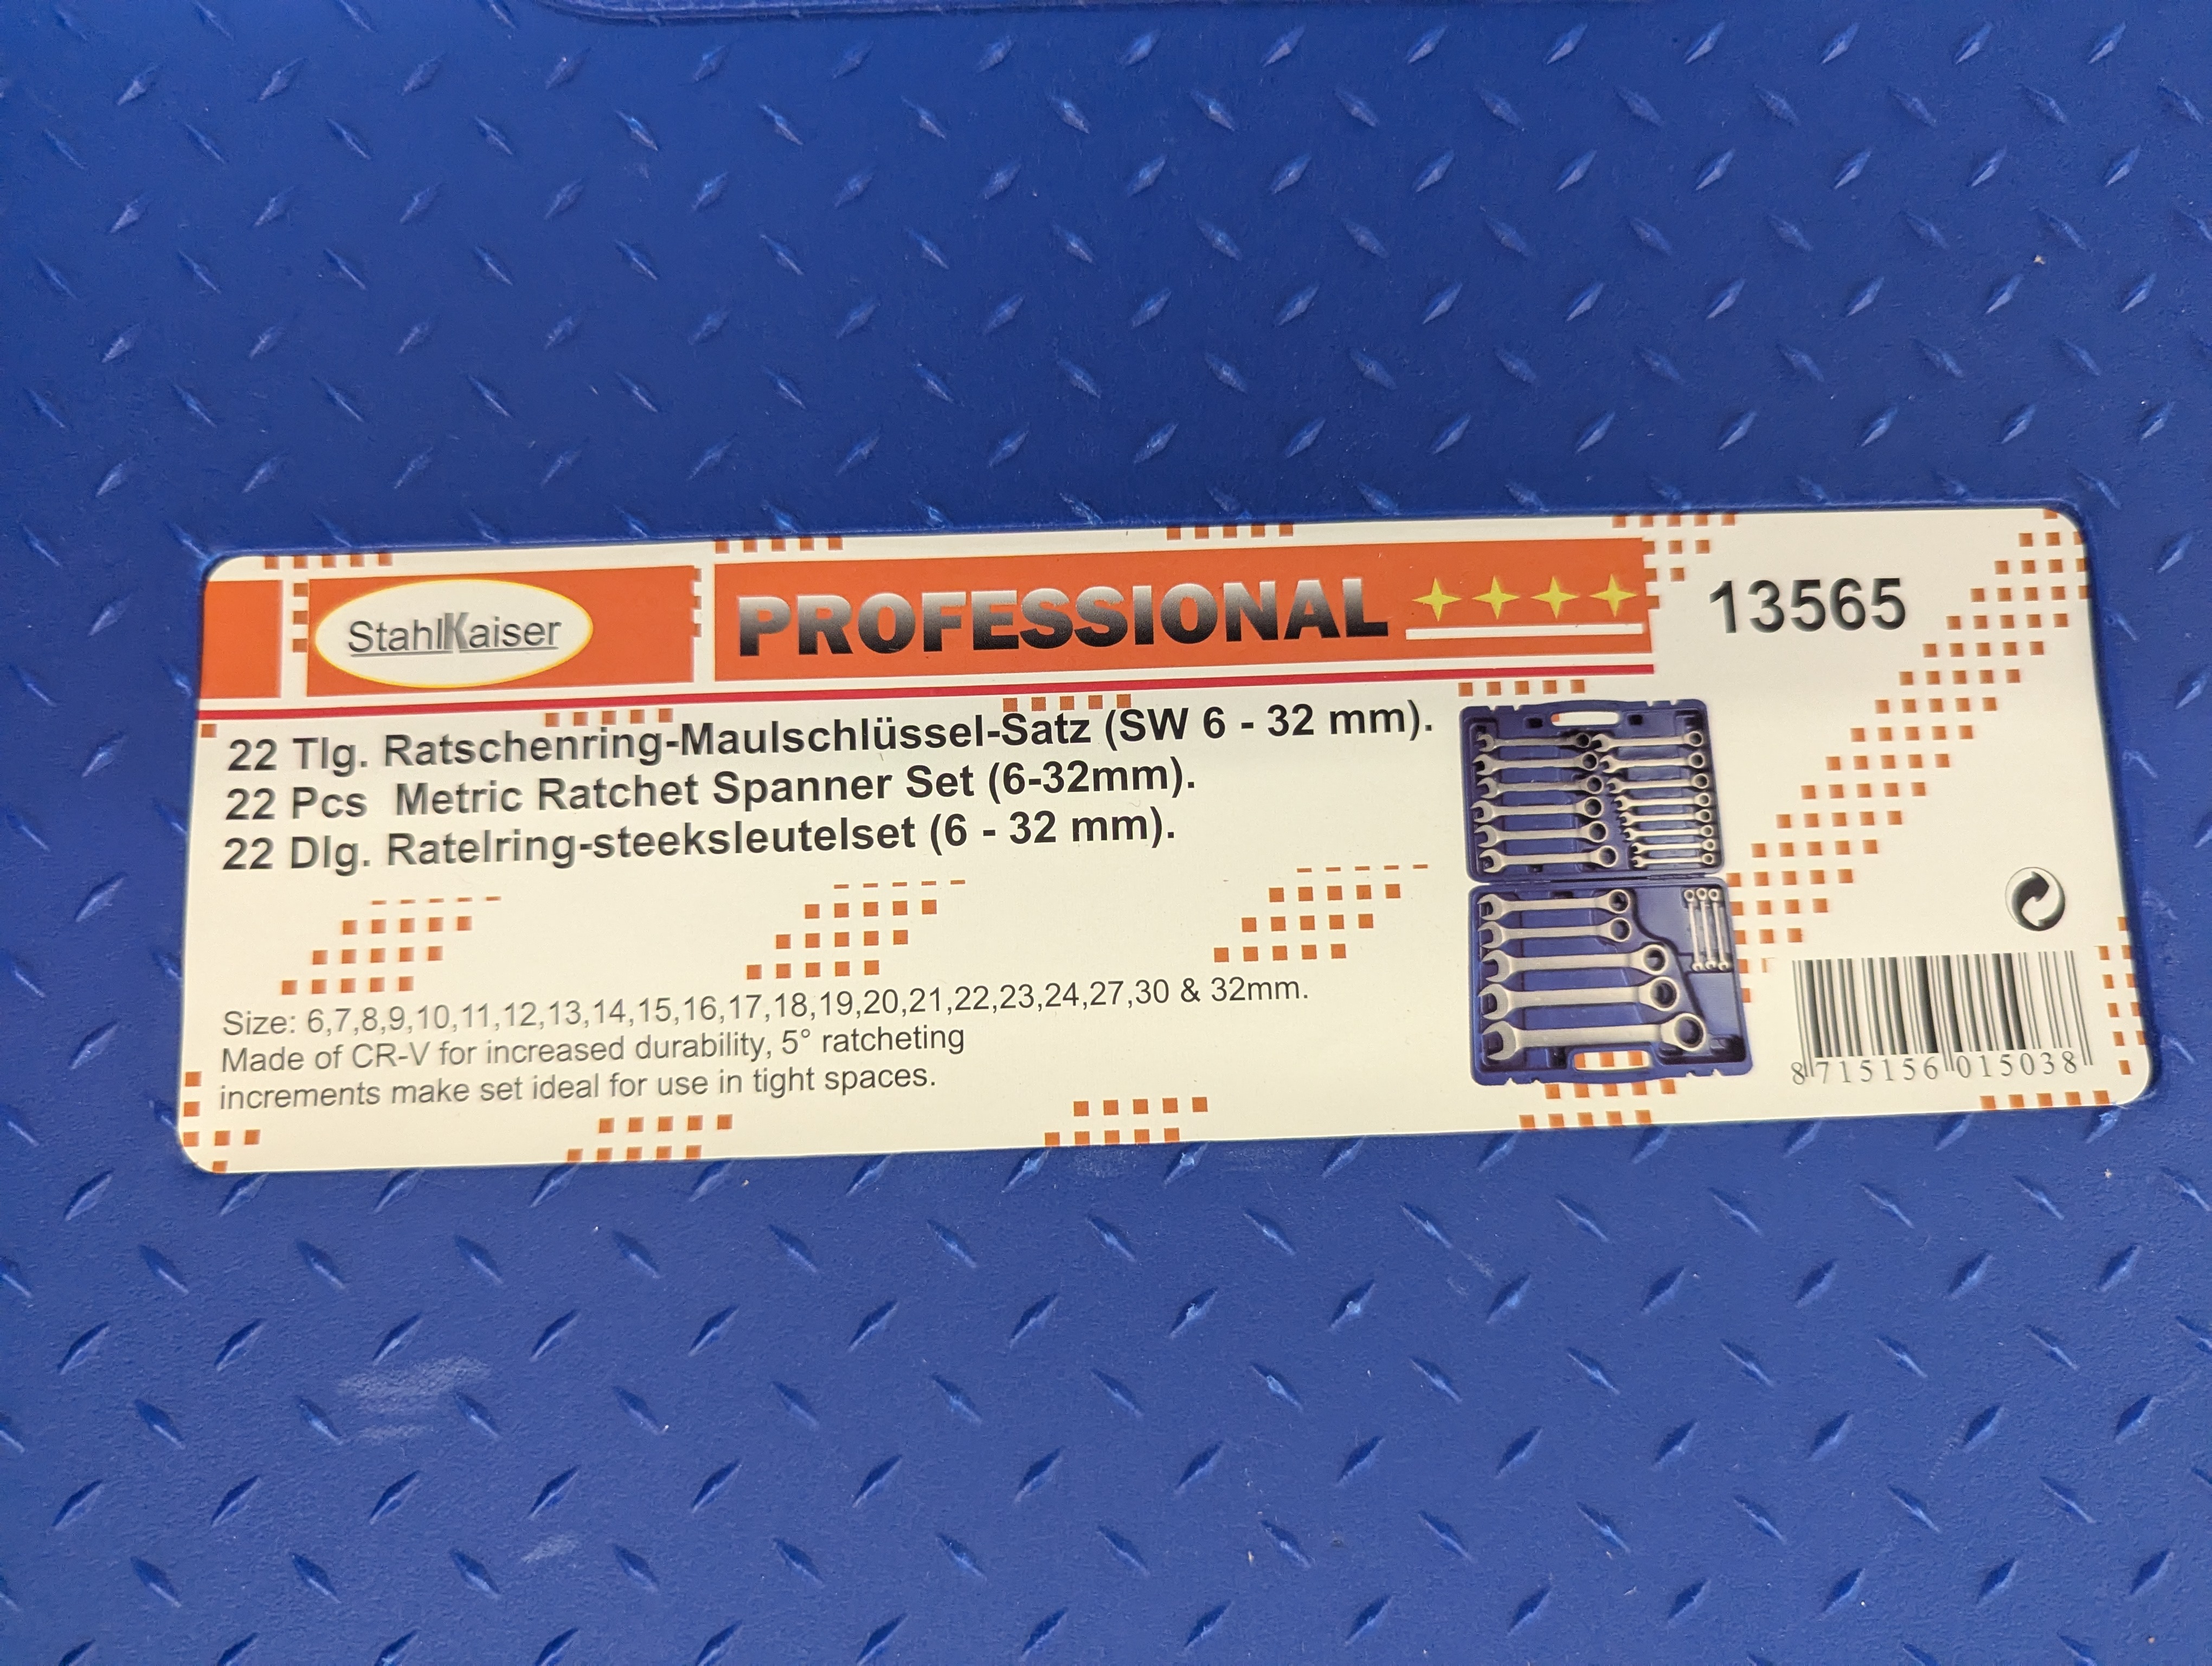 StahlKaiser
PROFESSIONAL
13565
22 Tlg. Ratschenring-Maulschlüssel-Satz (SW 6 - 32 mm).
22 Pcs Metric Ratchet Spanner Set (6-32mm).
22 Dlg. Ratelring-steeksleutelset (6 - 32 mm).
Size: 6,7,8,9,10,11,12,13,14,15,16,17,18,19,20,21,22,23,24,27,30 & 32mm.
Made of CR-V for increased durability, 5° ratcheting
increments make set ideal for use in tight spaces.
8 715156 015038